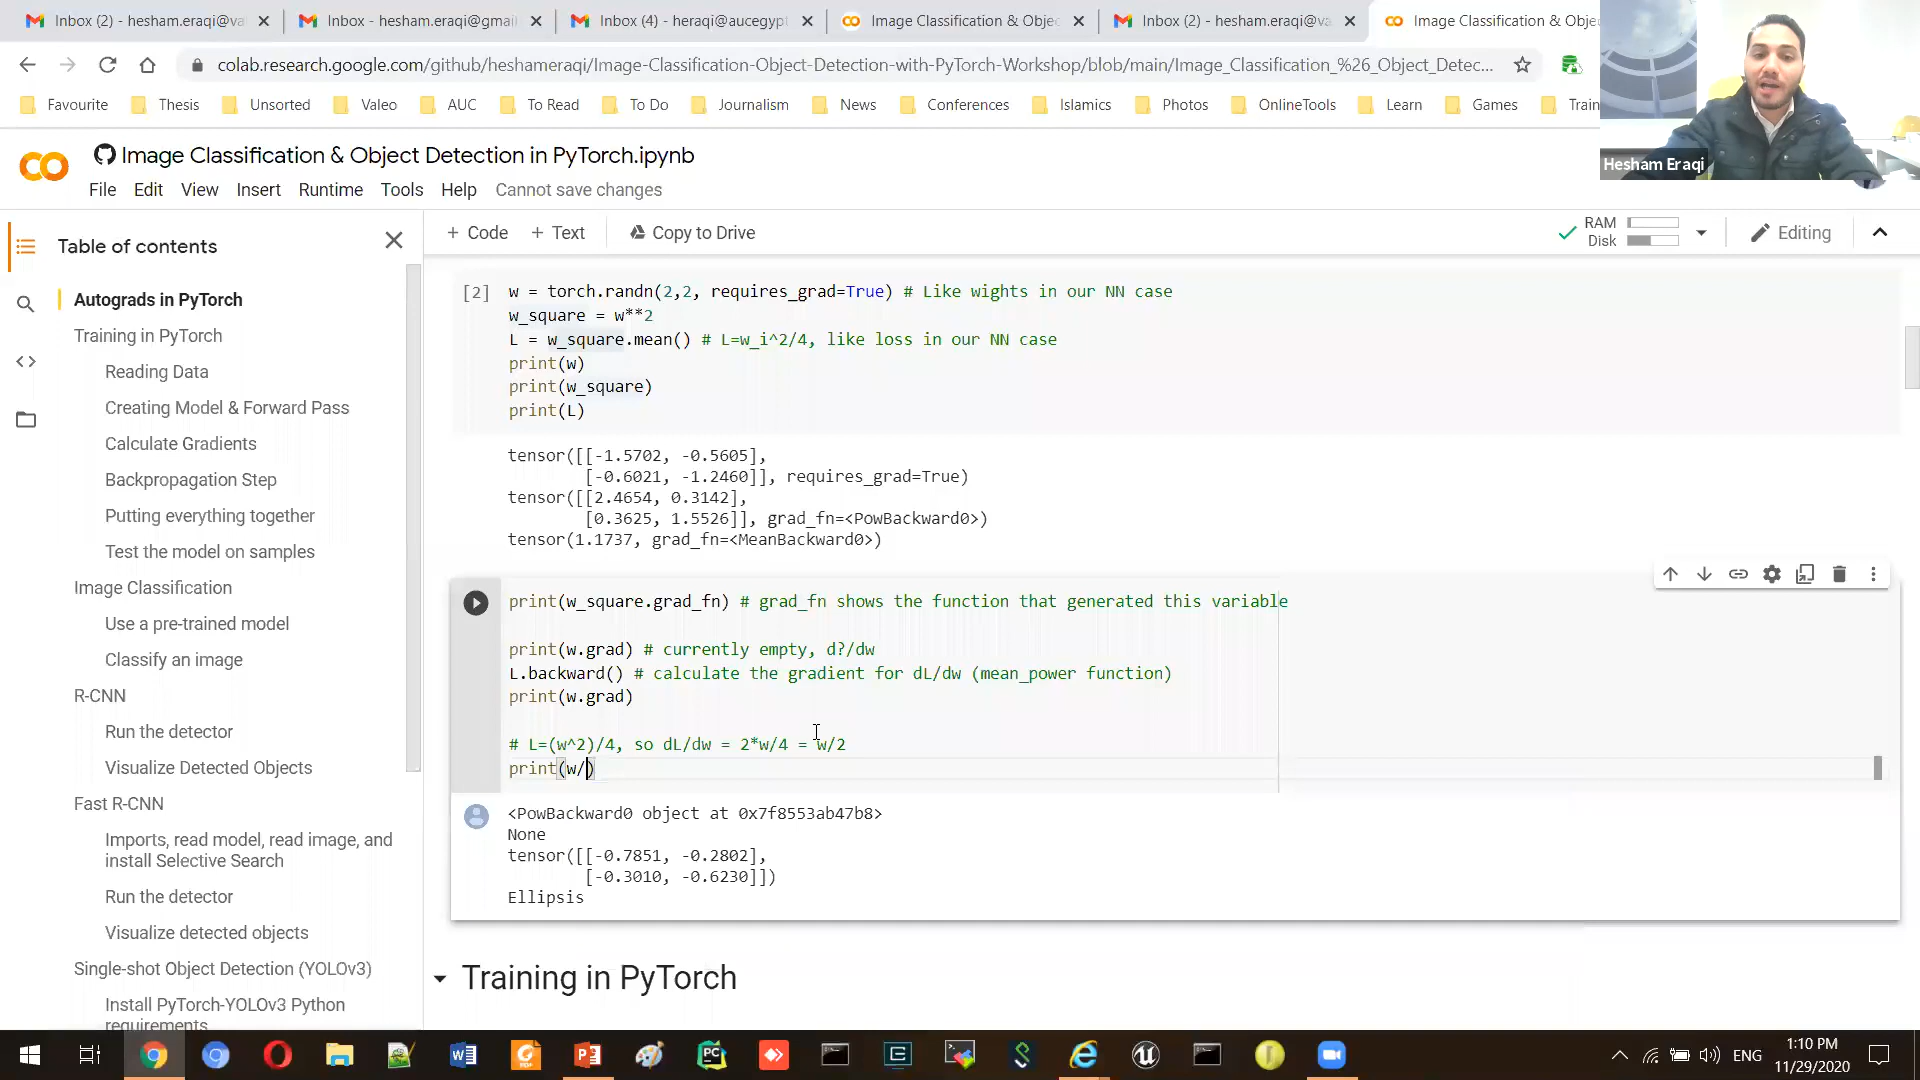 Inbox (2) - hesham.eraqi@va
Inbox - hesham.eraqi@gmai
Inbox (4) - heraqi@aucegypt
Image Classification & Objec
Inbox (2) - hesham.eraqi@va
Image Classification & Obje
colab.research.google.com/github/heshameraqi/Image-Classification-Object-Detection-with-PyTorch-Workshop/blob/main/Image_Classification_%26_Object_Detec...
Favourite
Thesis
Unsorted
Valeo
AUC
To Read
To Do
Journalism
News
Conferences
Islamics
Photos
OnlineTools
Learn
Games
Train
Hesham Eraqi
Image Classification & Object Detection in PyTorch.ipynb
File Edit View Insert Runtime Tools Help Cannot save changes
Table of contents
+ Code + Text Copy to Drive
RAM
Disk
Editing
Autograds in PyTorch
Training in PyTorch
Reading Data
Creating Model & Forward Pass
Calculate Gradients
Backpropagation Step
Putting everything together
Test the model on samples
Image Classification
Use a pre-trained model
Classify an image
R-CNN
Run the detector
Visualize Detected Objects
Fast R-CNN
Imports, read model, read image, and
install Selective Search
Run the detector
Visualize detected objects
Single-shot Object Detection (YOLOv3)
Install PyTorch-YOLOv3 Python
requirements
[2] w = torch.randn(2,2, requires_grad=True) # Like wights in our NN case
w_square = w**2
L = w_square.mean() # L=w_i^2/4, like loss in our NN case
print(w)
print(w_square)
print(L)
tensor([[-1.5702, -0.5605],
[-0.6021, -1.2460]], requires_grad=True)
tensor([[2.4654, 0.3142],
[0.3625, 1.5526]], grad_fn=<PowBackward0>)
tensor(1.1737, grad_fn=<MeanBackward0>)
print(w_square.grad_fn) # grad_fn shows the function that generated this variable
print(w.grad) # currently empty, d?/dw
L.backward() # calculate the gradient for dL/dw (mean_power function)
print(w.grad)
# L=(w^2)/4, so dL/dw = 2*w/4 = w/2
print(w/)
<PowBackward0 object at 0x7f8553ab47b8>
None
tensor([[-0.7851, -0.2802],
[-0.3010, -0.6230]])
Ellipsis
Training in PyTorch
ENG
1:10 PM
11/29/2020